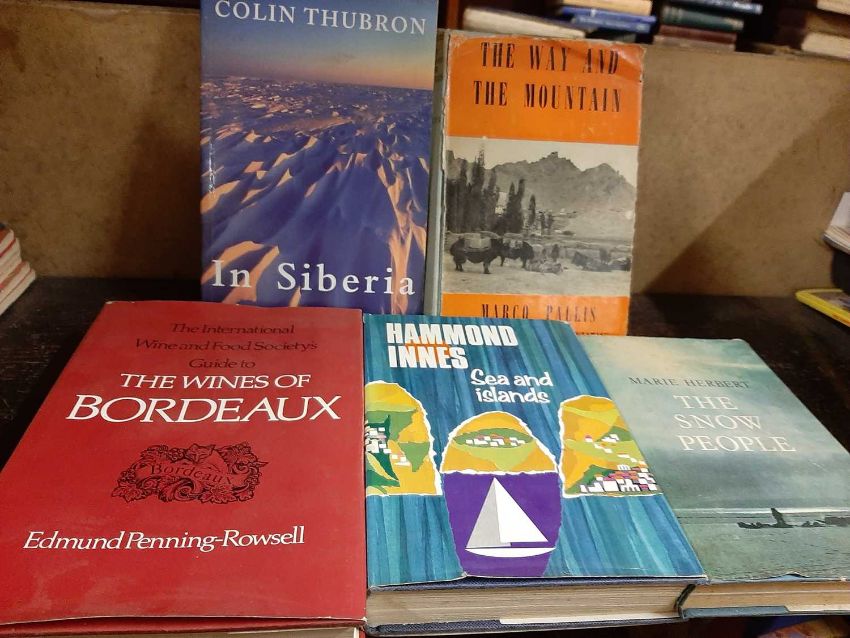 COLIN THUBRON
In Siberia
THE WAY AND
THE MOUNTAIN
MARCO PALLIS
The International
Wine and Food Society's
Guide to
THE WINES OF
BORDEAUX
Bordeaux
Edmund Penning-Rowsell
HAMMOND
INNES
Sea and
islands
MARIE HERBERT
THE
SNOW
PEOPLE